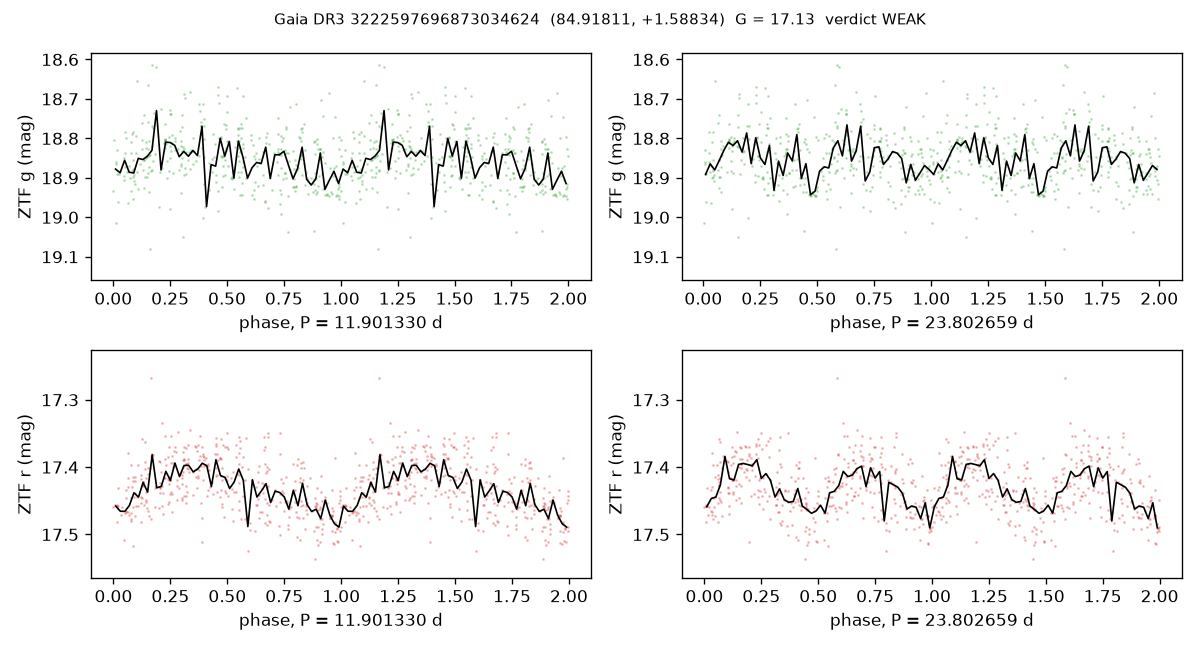 Gaia DR3 3222597696873034624 (84.91811, +1.58834) G = 17.13 verdict WEAK
ZTF g (mag)
18.6
18.7
18.8
18.9
19.0
19.1
0.00 0.25 0.50 0.75 1.00 1.25 1.50 1.75 2.00
phase, P = 11.901330 d
ZTF g (mag)
18.6
18.7
18.8
18.9
19.0
19.1
0.00 0.25 0.50 0.75 1.00 1.25 1.50 1.75 2.00
phase, P = 23.802659 d
ZTF r (mag)
17.3
17.4
17.5
0.00 0.25 0.50 0.75 1.00 1.25 1.50 1.75 2.00
phase, P = 11.901330 d
ZTF r (mag)
17.3
17.4
17.5
0.00 0.25 0.50 0.75 1.00 1.25 1.50 1.75 2.00
phase, P = 23.802659 d